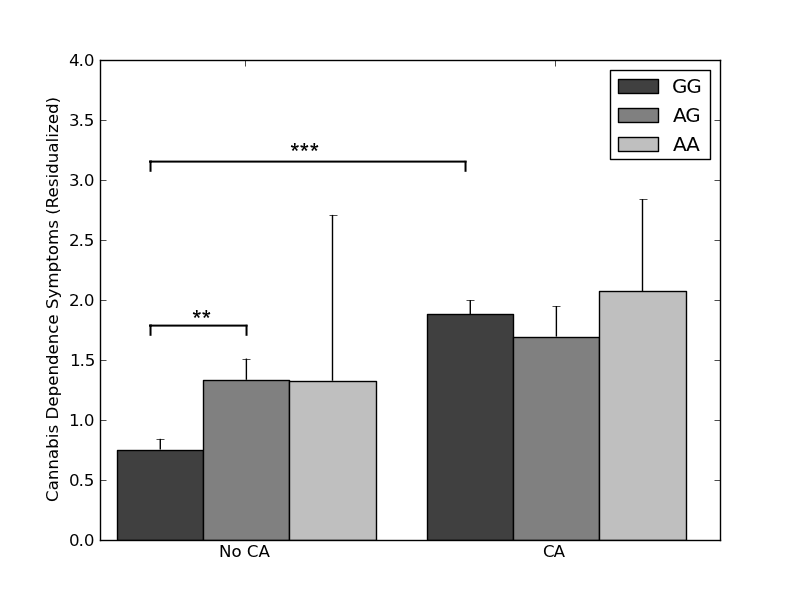 4.0
3.5
3.0
2.5
2.0
1.5
1.0
0.5
0.0
Cannabis Dependence Symptoms (Residualized)
***
**
GG
AG
AA
No CA
CA